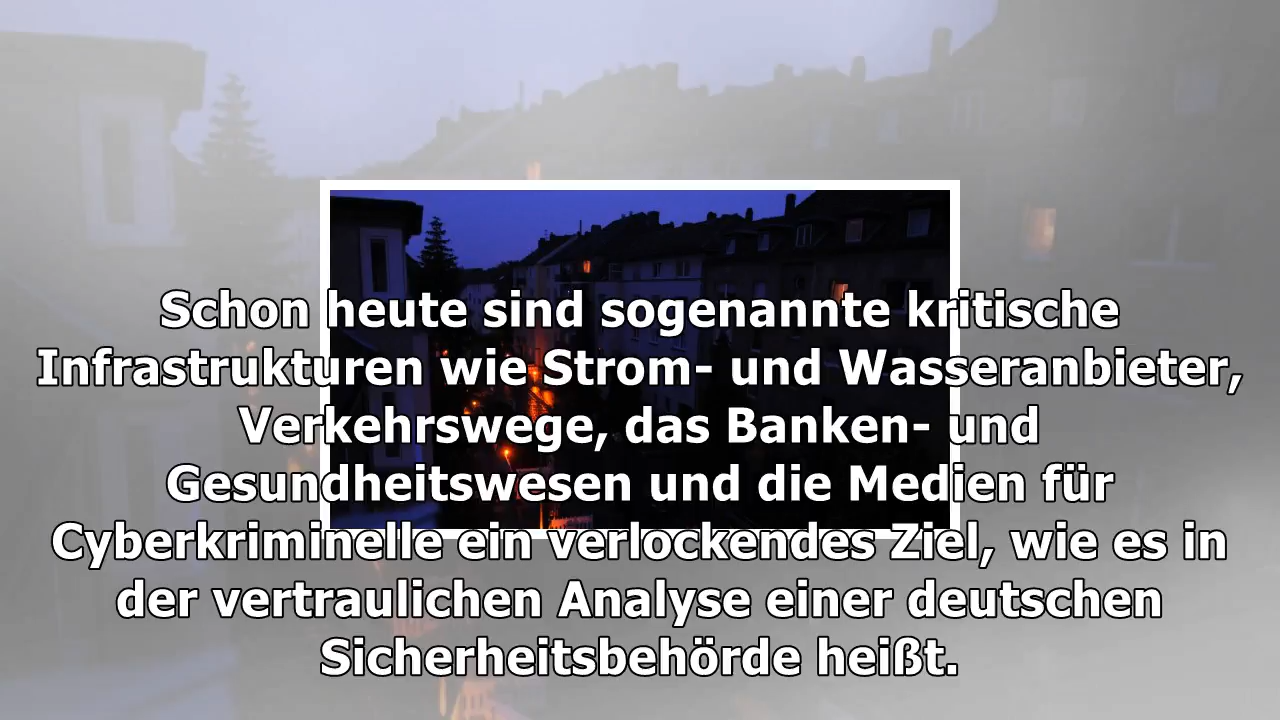 Schon heute sind sogenannte kritische
Infrastrukturen wie Strom- und Wasseranbieter,
Verkehrswege, das Banken- und
Gesundheitswesen und die Medien für
Cyberkriminelle ein verlockendes Ziel, wie es in
der vertraulichen Analyse einer deutschen
Sicherheitsbehörde heißt.